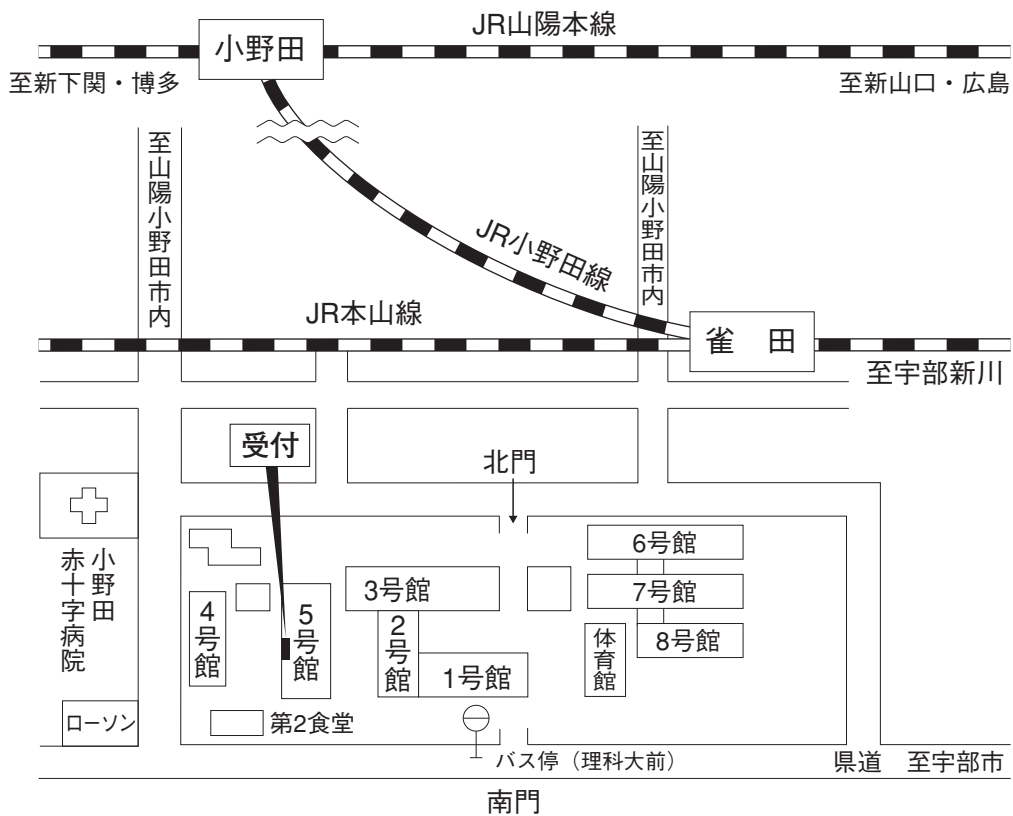 JR山陽本線
小野田
至新下関・博多
至新山口・広島
至山陽小野田市内
至山陽小野田市内
JR小野田線
JR本山線
雀　田
至宇部新川
受付
北門
小野田
赤十字病院
6号館
3号館
7号館
4号館
5号館
2号館
体育館
8号館
1号館
ローソン
第2食堂
バス停（理科大前）
県道　至宇部市
南門